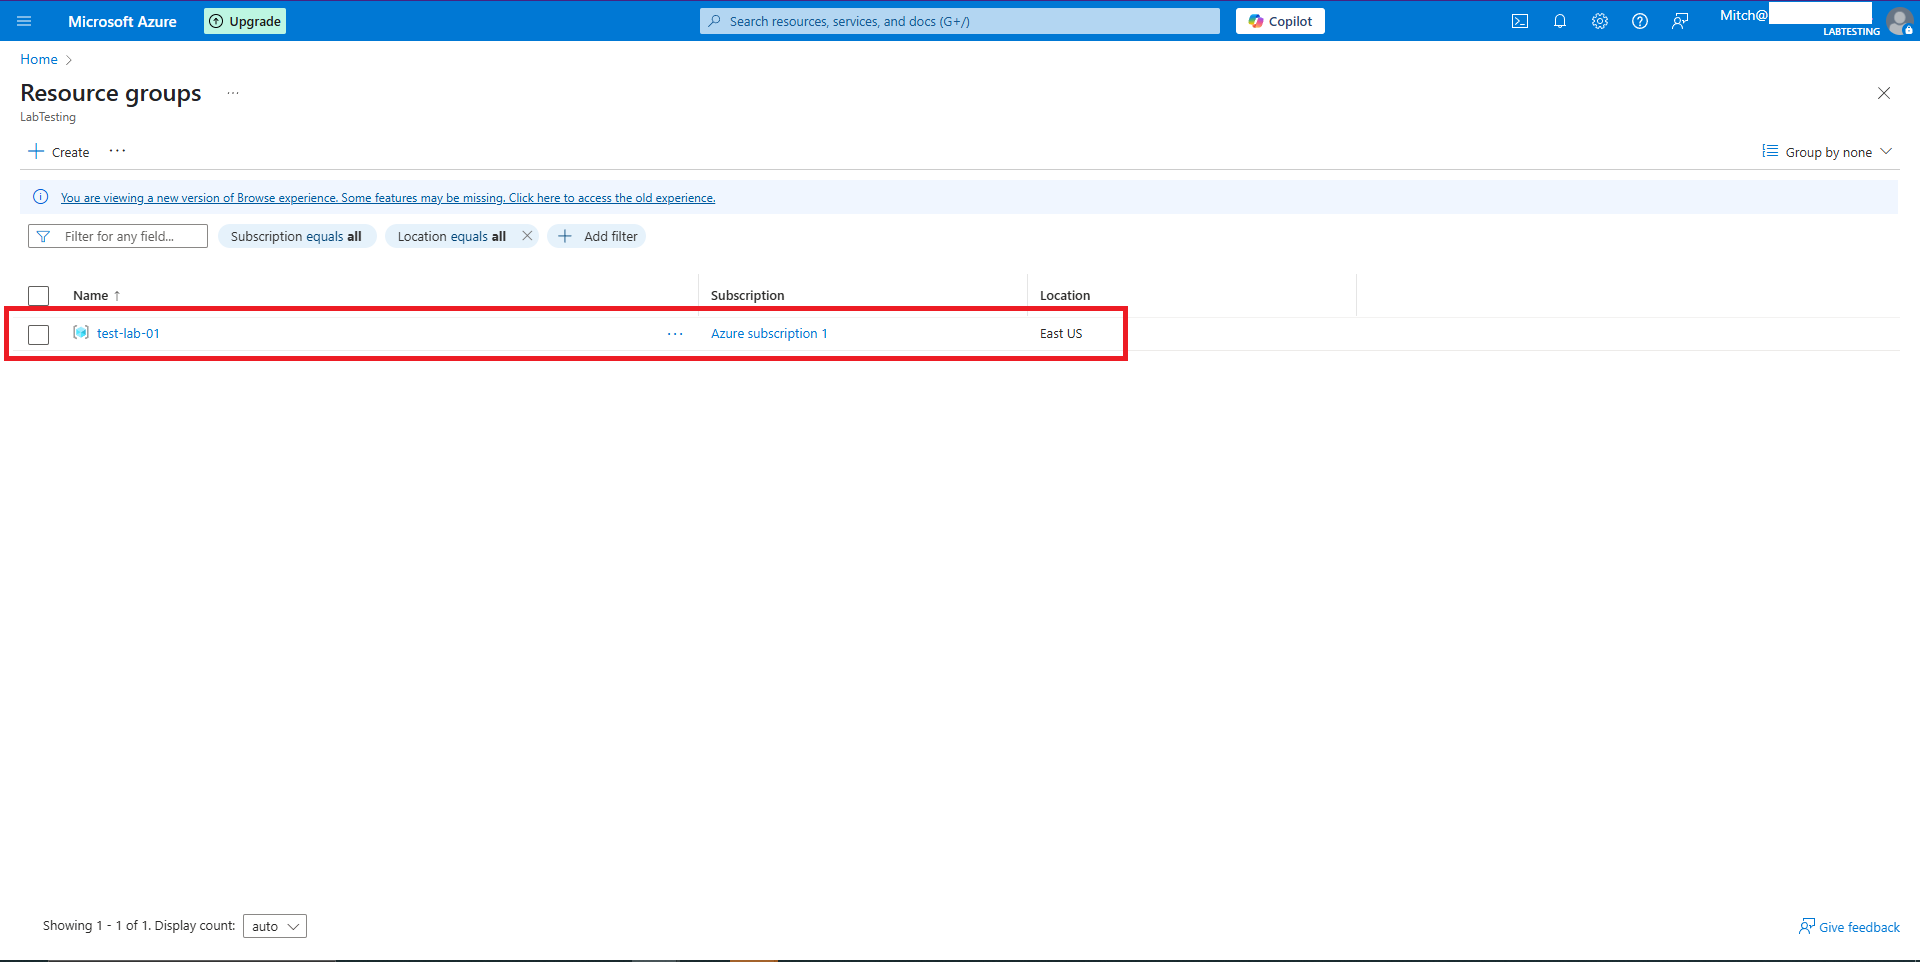 Microsoft Azure
Upgrade
Search resources, services, and docs (G+/)
Copilot
Mitch@
LABTESTING
Home
Resource groups
LabTesting
Create
Group by none
You are viewing a new version of Browse experience. Some features may be missing. Click here to access the old experience.
Filter for any field...
Subscription equals all
Location equals all
Add filter
Name ↑
Subscription
Location
test-lab-01
Azure subscription 1
East US
Showing 1 - 1 of 1. Display count:
auto
Give feedback